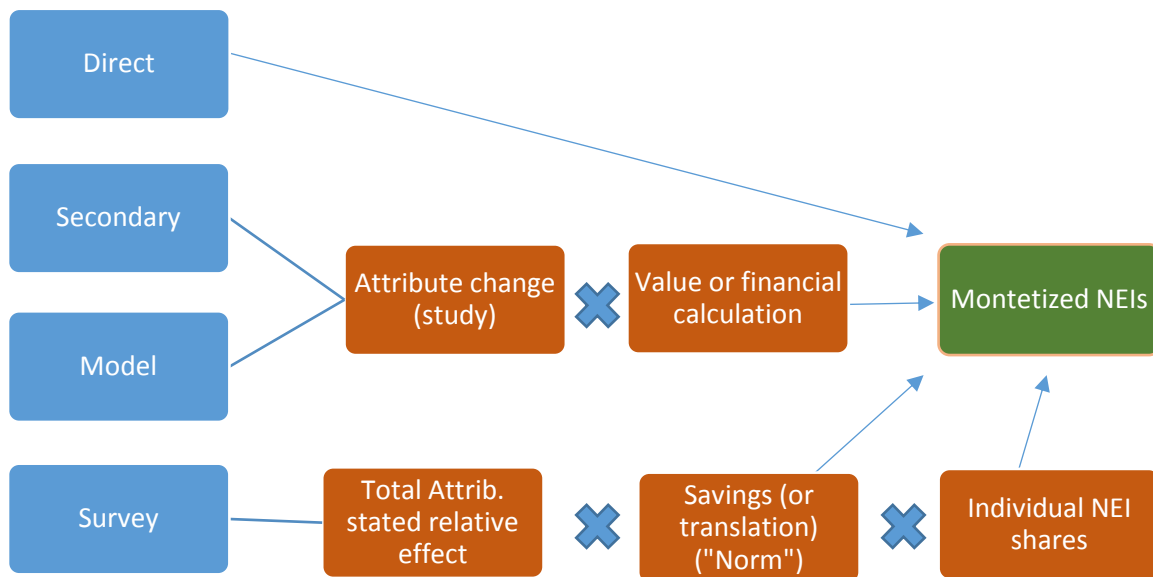 Direct
Secondary
Attribute change
(study)
Value or financial
calculation
Montetized NEIs
Model
Survey
Total Attrib.
stated relative
effect
Savings (or
translation)
("Norm")
Individual NEI
shares